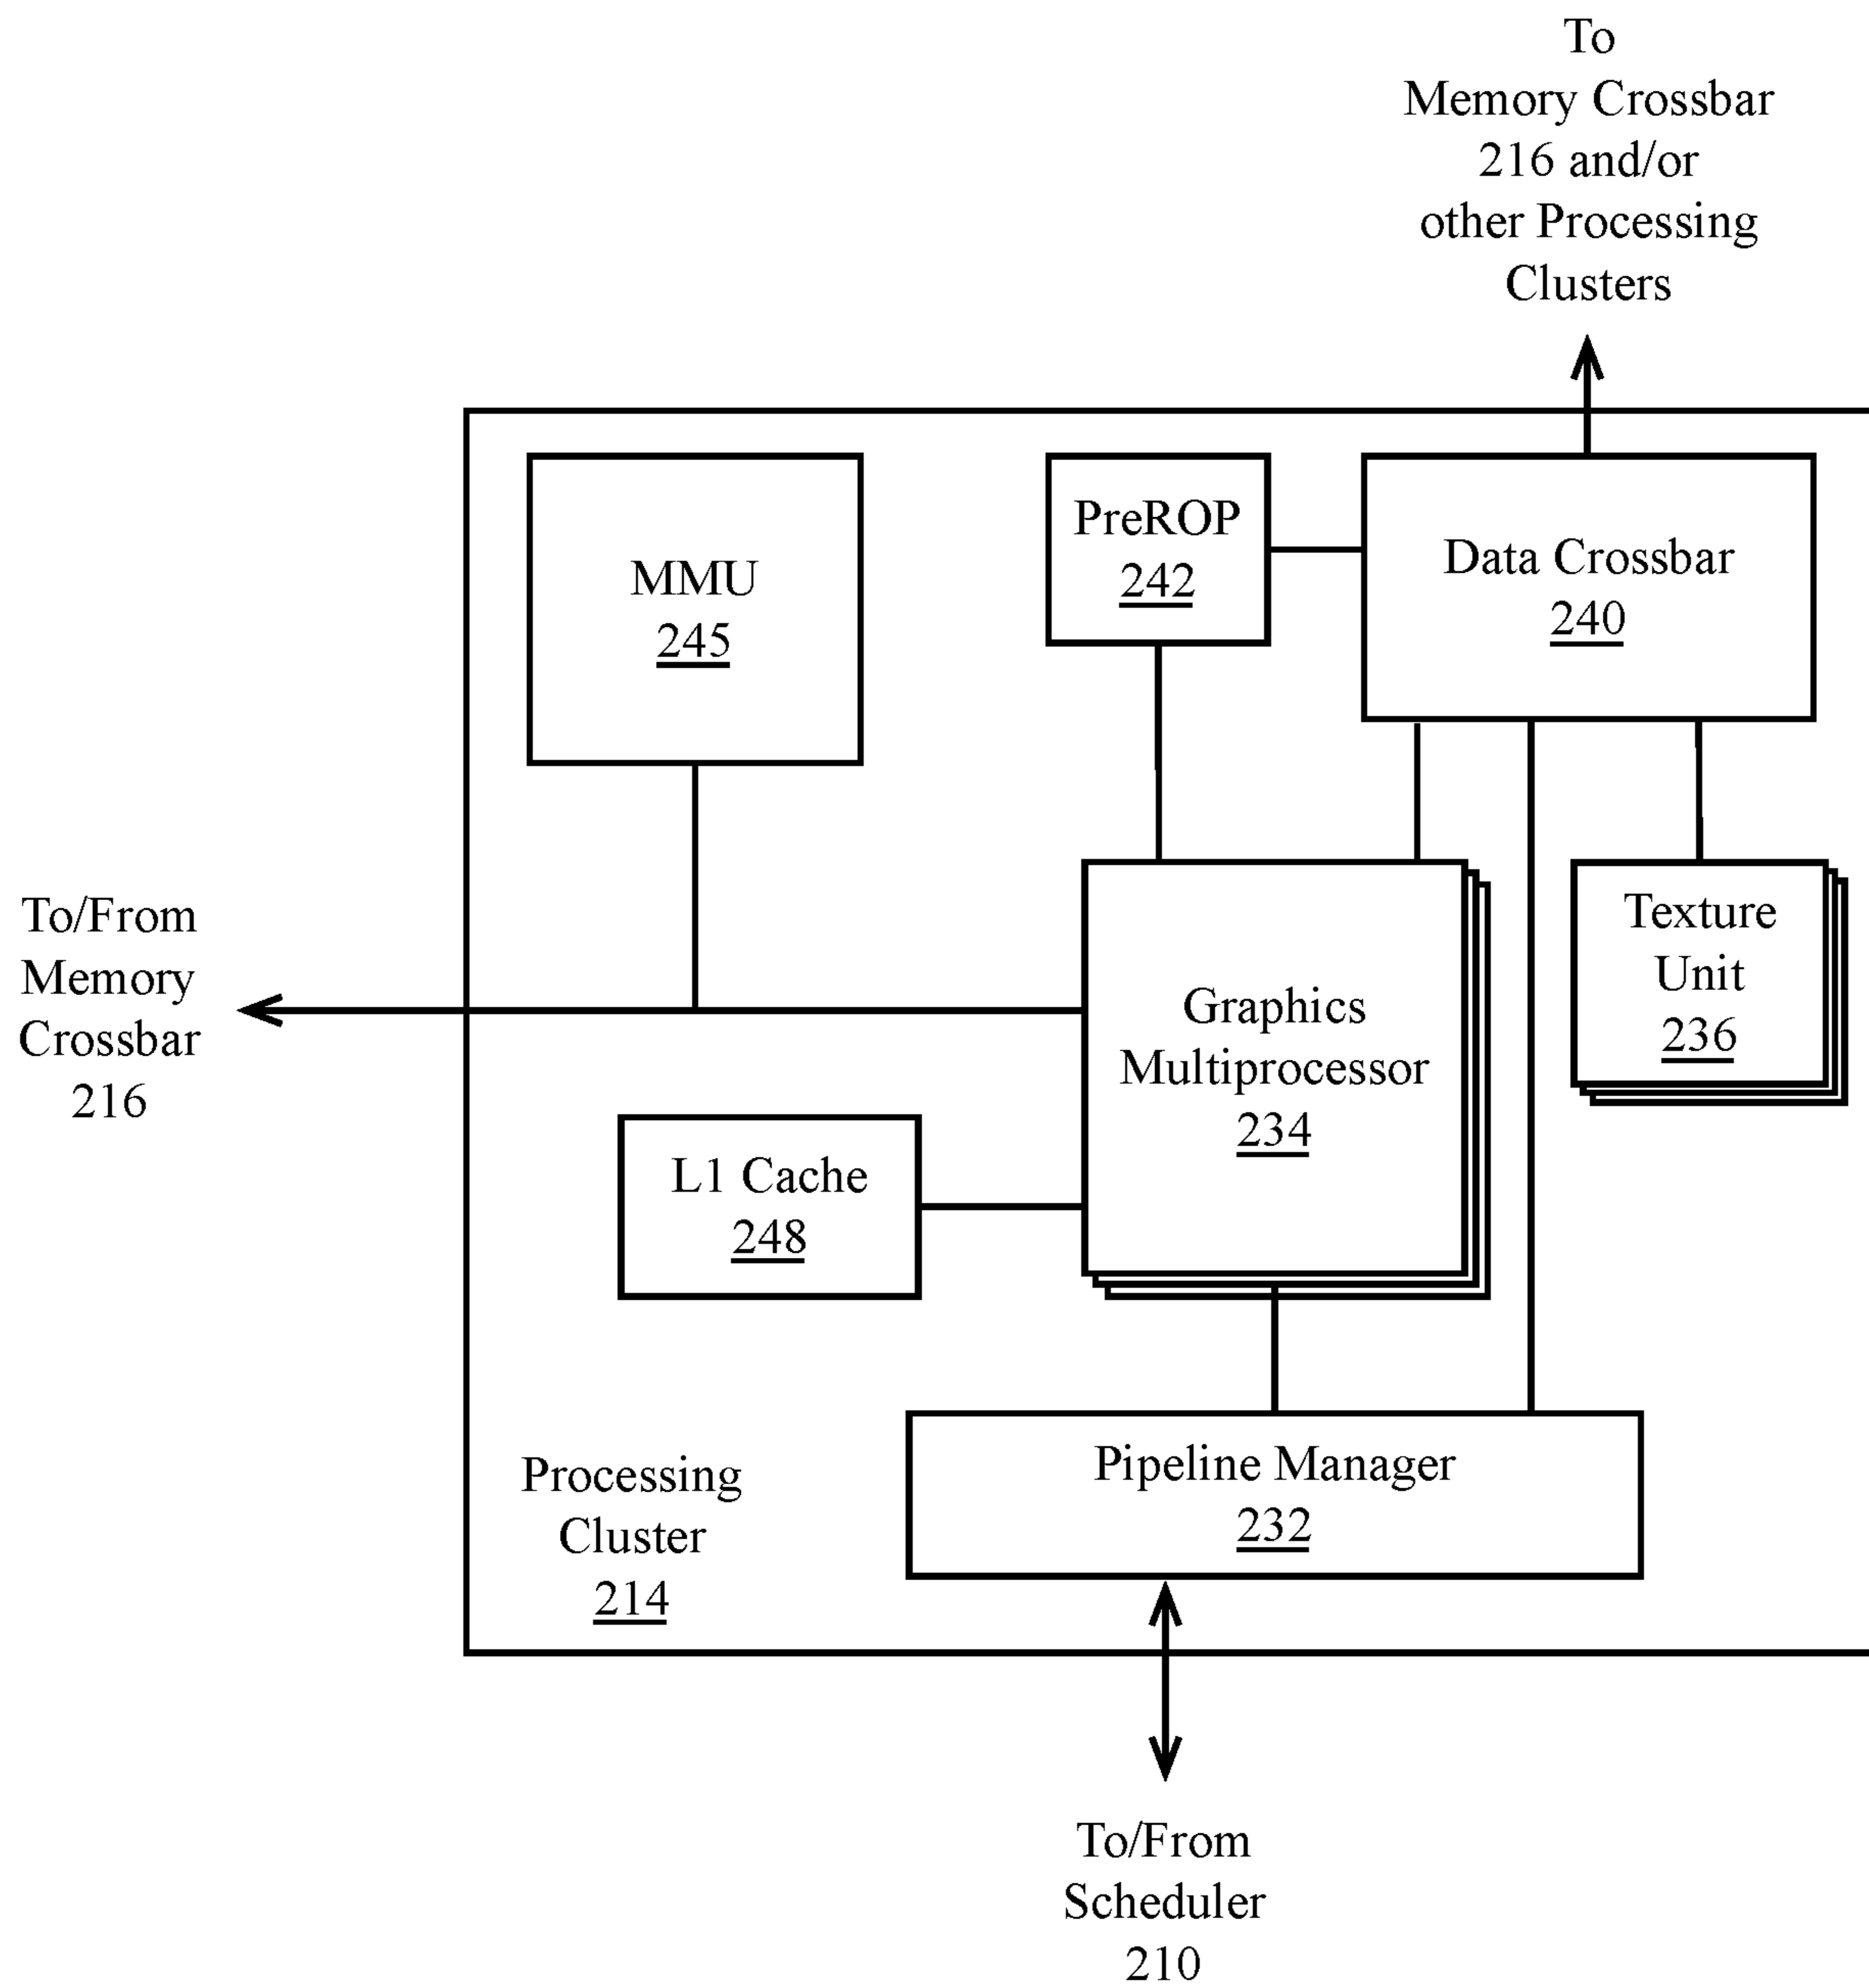 To
Memory Crossbar
216 and/or
other Processing
Clusters
MMU
245
PreROP
242
Data Crossbar
240
To/From
Memory
Crossbar
216
Graphics
Multiprocessor
234
Texture
Unit
236
L1 Cache
248
Processing
Cluster
214
Pipeline Manager
232
To/From
Scheduler
210